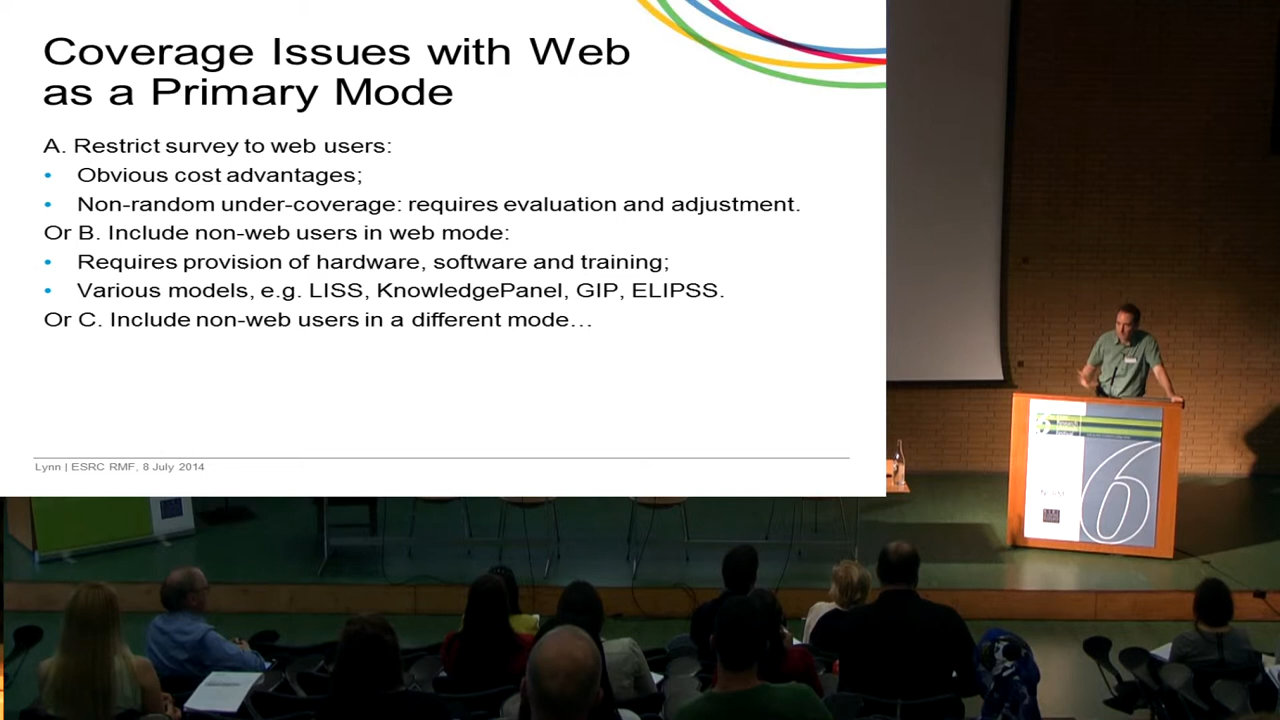 Coverage Issues with Web
as a Primary Mode
A. Restrict survey to web users:
• Obvious cost advantages;
• Non-random under-coverage: requires evaluation and adjustment.
Or B. Include non-web users in web mode:
• Requires provision of hardware, software and training;
• Various models, e.g. LISS, KnowledgePanel, GIP, ELIPSS.
Or C. Include non-web users in a different mode…
Lynn | ESRC RMF, 8 July 2014
6